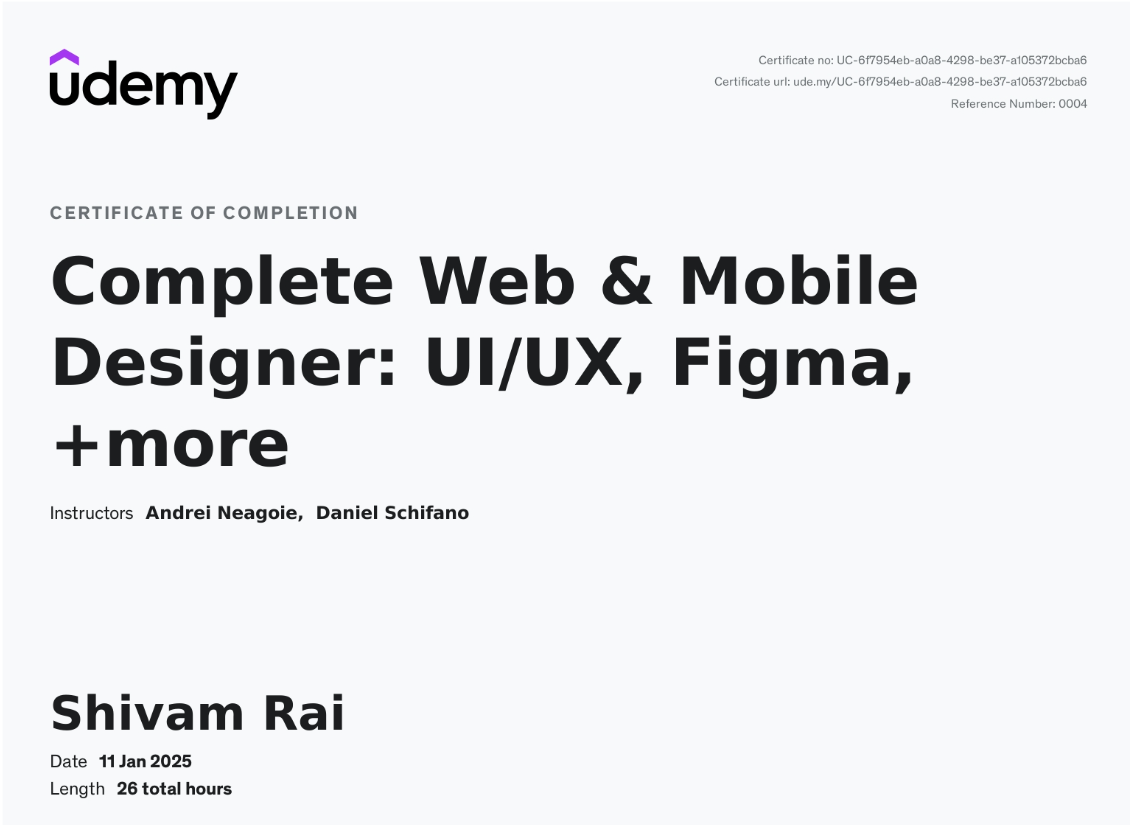 udemy
Certificate no: UC-6f7954eb-a0a8-4298-be37-a105372bcba6
Certificate url: ude.my/UC-6f7954eb-a0a8-4298-be37-a105372bcba6
Reference Number: 0004
CERTIFICATE OF COMPLETION
Complete Web & Mobile
Designer: UI/UX, Figma,
+more
Instructors Andrei Neagoie, Daniel Schifano
Shivam Rai
Date 11 Jan 2025
Length 26 total hours